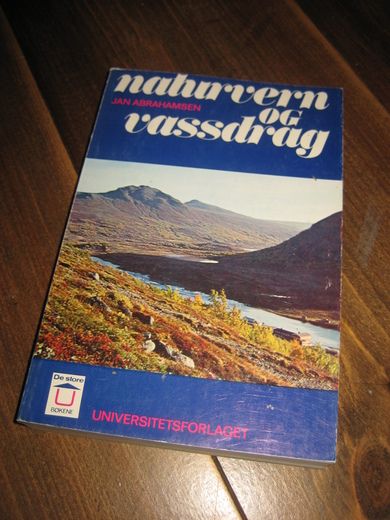 naturvern
JAN ABRAHAMSEN
OG
vassdrag
De store
U
BØKENE
UNIVERSITETSFORLAGET